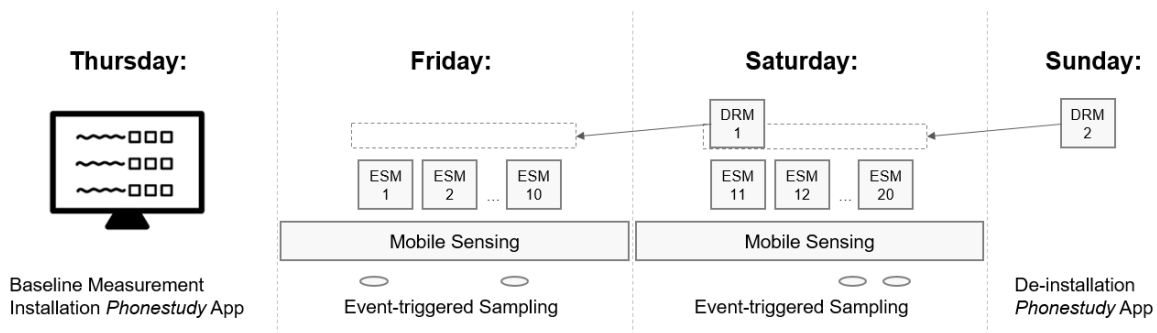 Thursday:
Friday:
Saturday:
Sunday:
DRM
1
DRM
2
ESM
1
ESM
2
...
ESM
10
ESM
11
ESM
12
...
ESM
20
Mobile Sensing
Mobile Sensing
Baseline Measurement
Installation Phonestudy App
Event-triggered Sampling
Event-triggered Sampling
De-installation
Phonestudy App